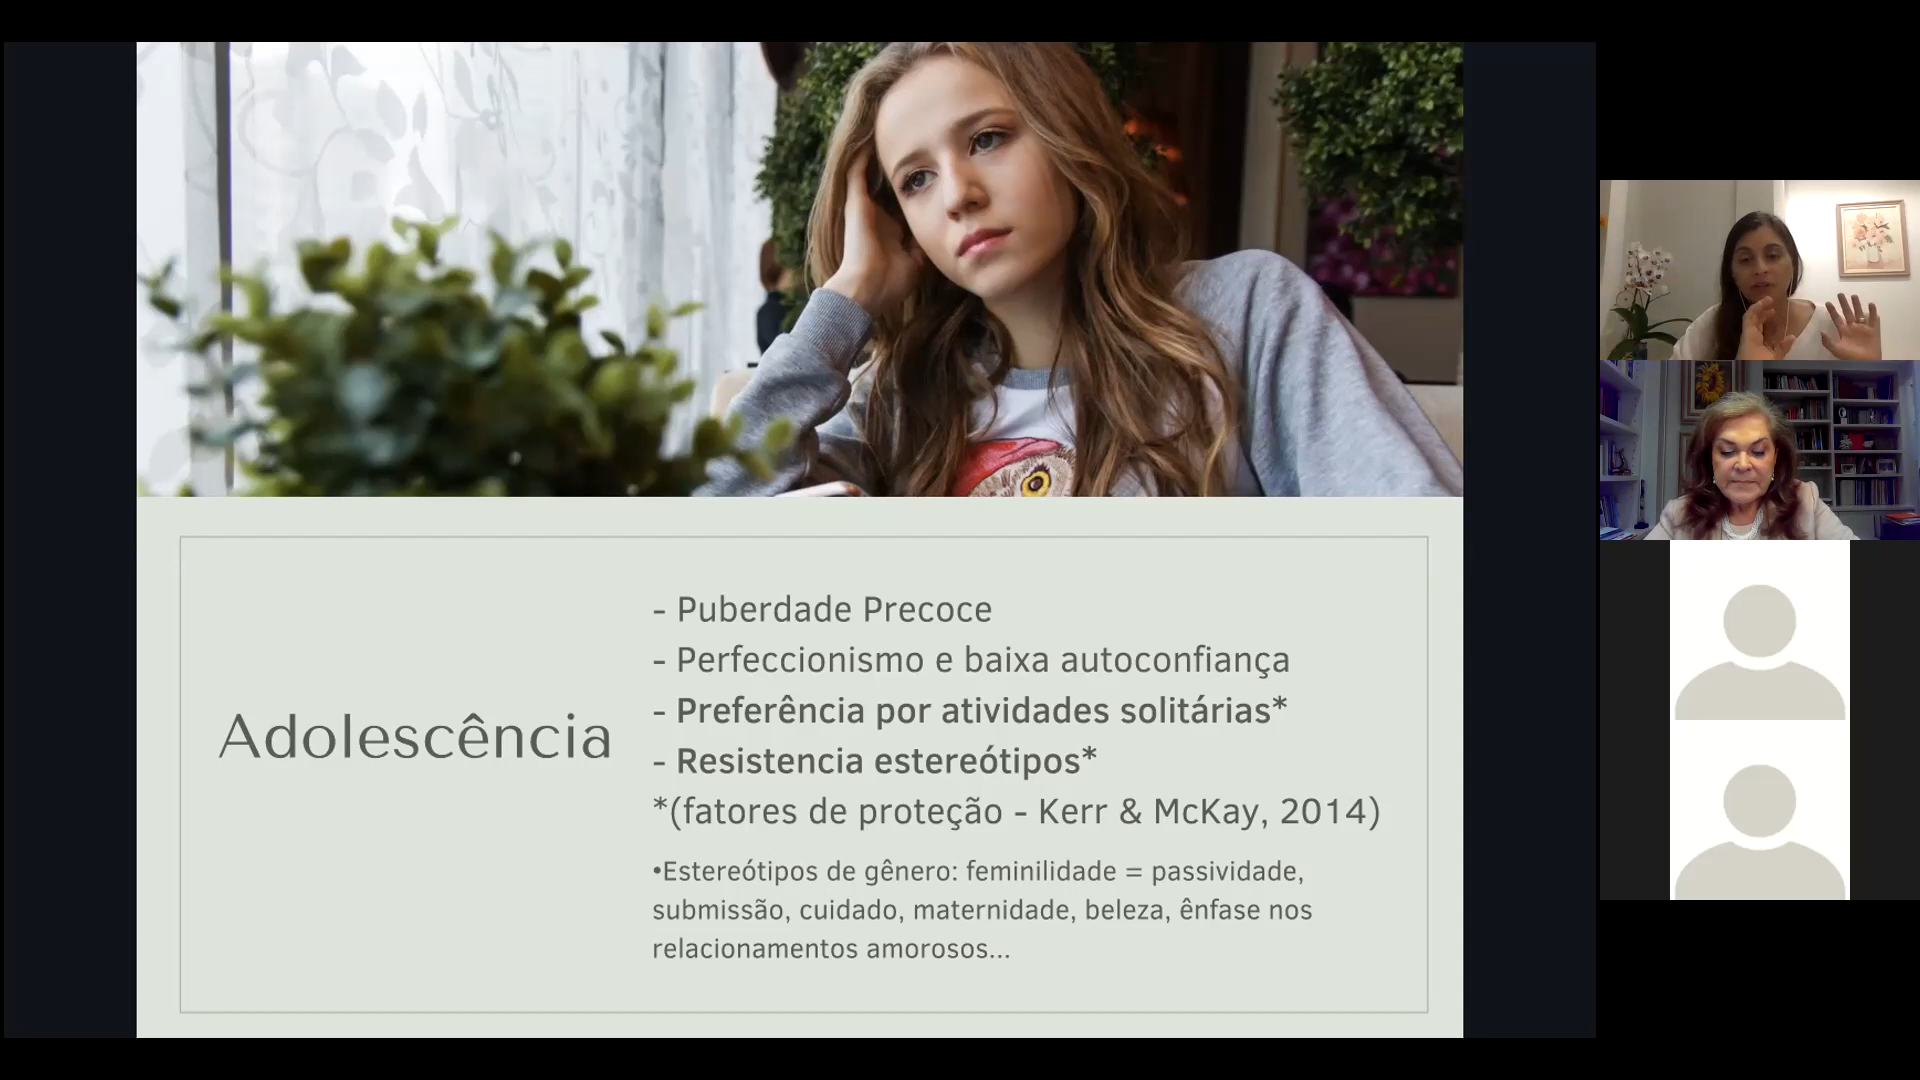 Adolescência
- Puberdade Precoce
- Perfeccionismo e baixa autoconfiança
- Preferência por atividades solitárias*
- Resistencia estereótipos*
*(fatores de proteção - Kerr & McKay, 2014)
•Estereótipos de gênero: feminilidade = passividade,
submissão, cuidado, maternidade, beleza, ênfase nos
relacionamentos amorosos...